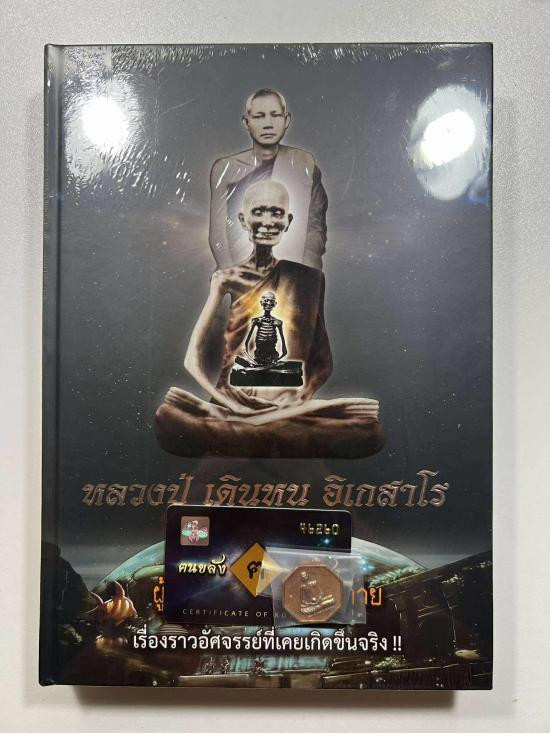 หลวงปู่ เดินหน อิเกสาโร
คนขลัง
CERTIFICATE OF
เรื่องราวอัศจรรย์ที่เคยเกิดขึ้นจริง !!